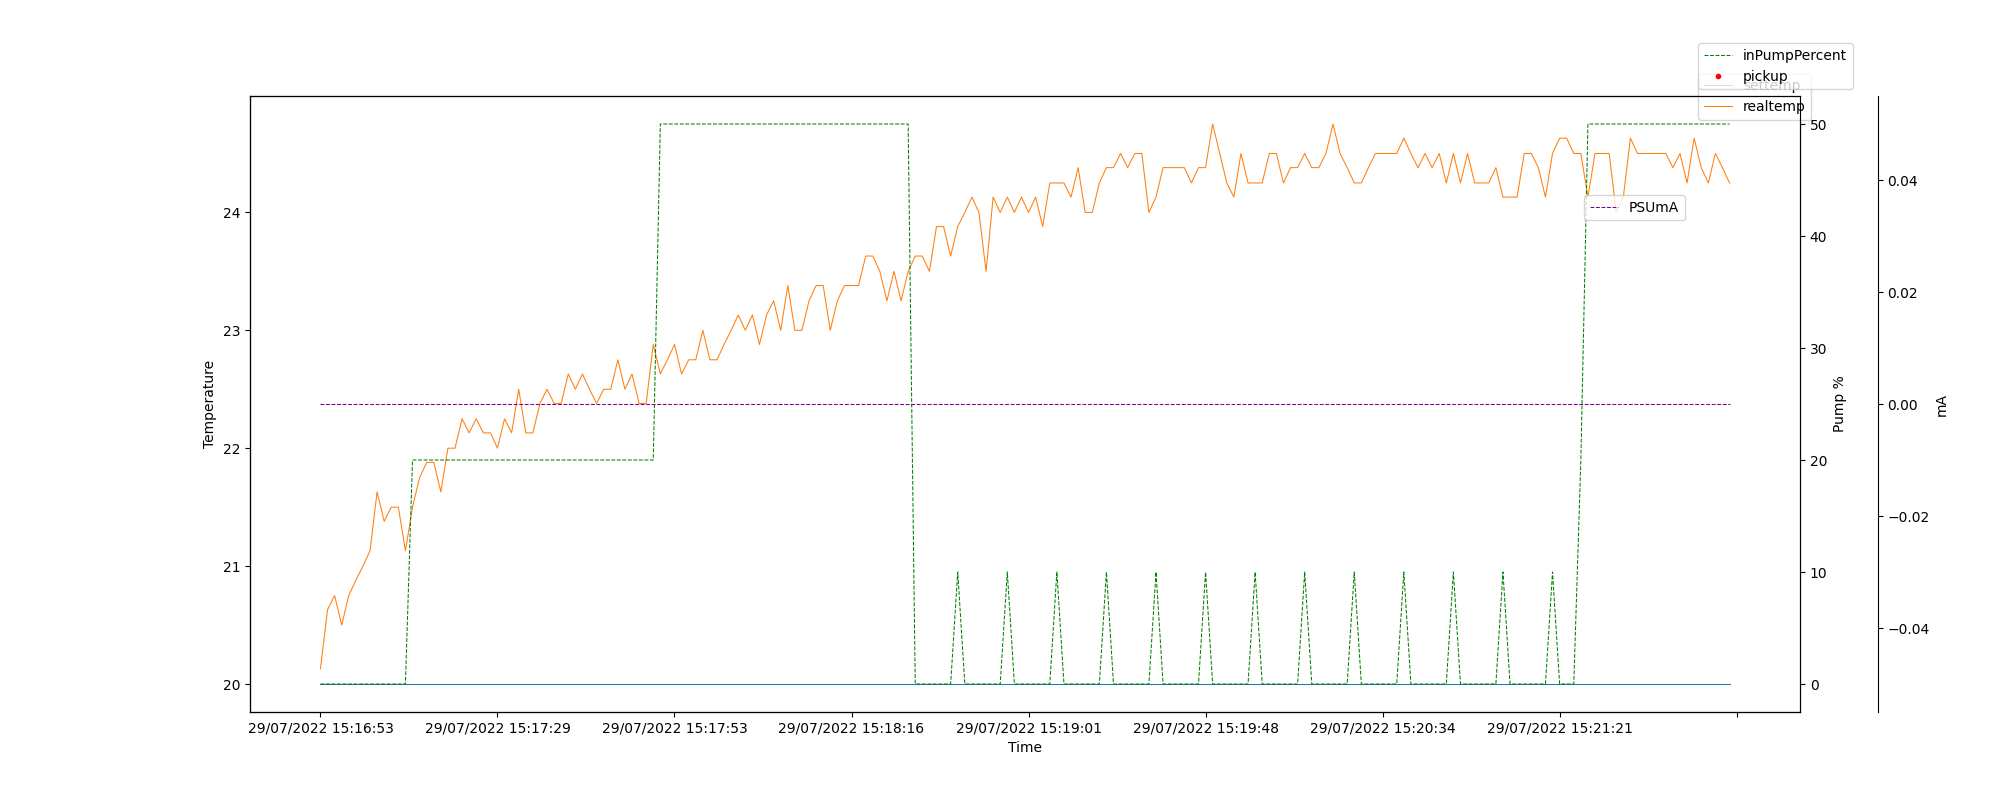 inPumpPercent
pickup
settemp
realtemp
PSUmA
Temperature
24
23
22
21
20
50
40
30
20
10
0
Pump %
0.04
0.02
0.00
−0.02
−0.04
mA
29/07/2022 15:16:53
29/07/2022 15:17:29
29/07/2022 15:17:53
29/07/2022 15:18:16
29/07/2022 15:19:01
29/07/2022 15:19:48
29/07/2022 15:20:34
29/07/2022 15:21:21
Time